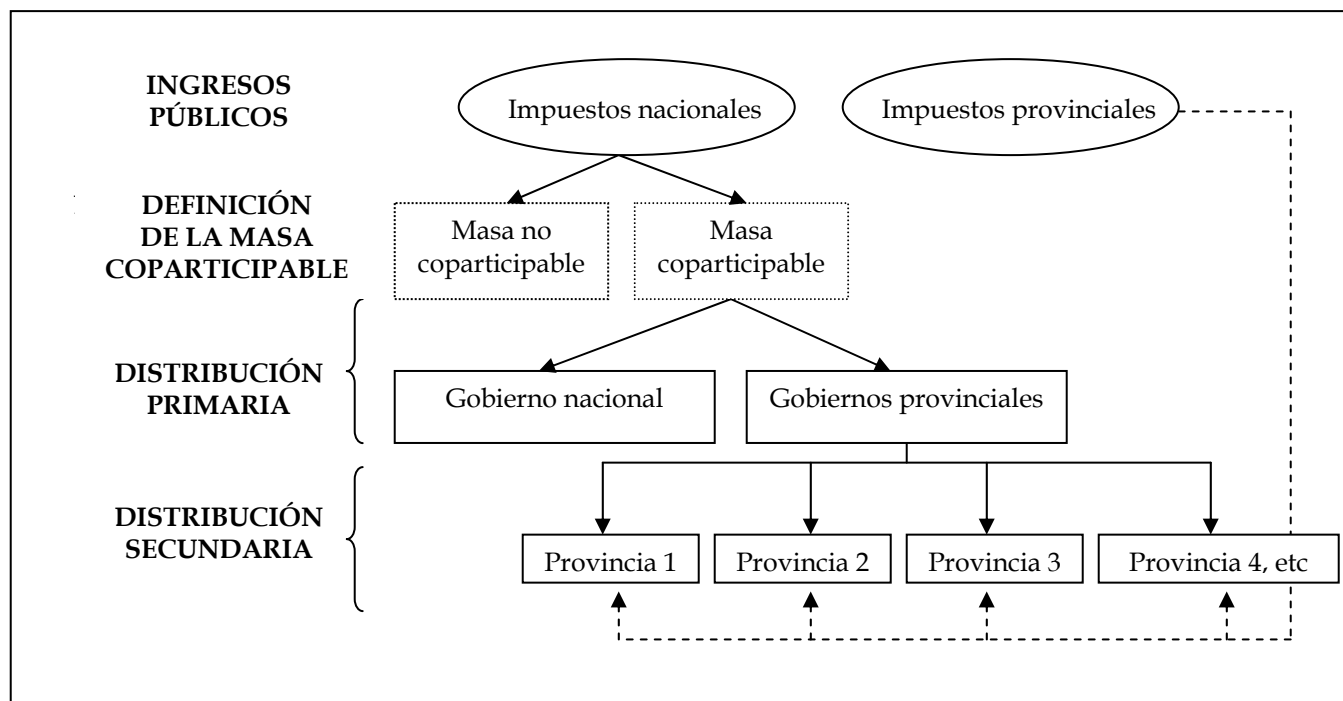 INGRESOS
PÚBLICOS
Impuestos nacionales
Impuestos provinciales
DEFINICIÓN
DE LA MASA
COPARTICIPABLE
Masa no
coparticipable
Masa
coparticipable
DISTRIBUCIÓN
PRIMARIA
Gobierno nacional
Gobiernos provinciales
DISTRIBUCIÓN
SECUNDARIA
Provincia 1
Provincia 2
Provincia 3
Provincia 4, etc